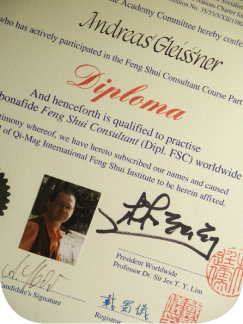 Academy Committee hereby confe
Andreas Gleissner
who has actively participated in the Feng Shui Consultant Course Par
Diploma
And henceforth is qualified to practise
bonafide Feng Shui Consultant (Dipl. FSC) worldwide
timony whereof, we have hereto subscribed our names and caused
l of Qi-Mag International Feng Shui Institute to be herein affixed.
President Worldwide
Professor Dr. Sir Jes T. Y. Lim
Candidate's Signature
Registrar